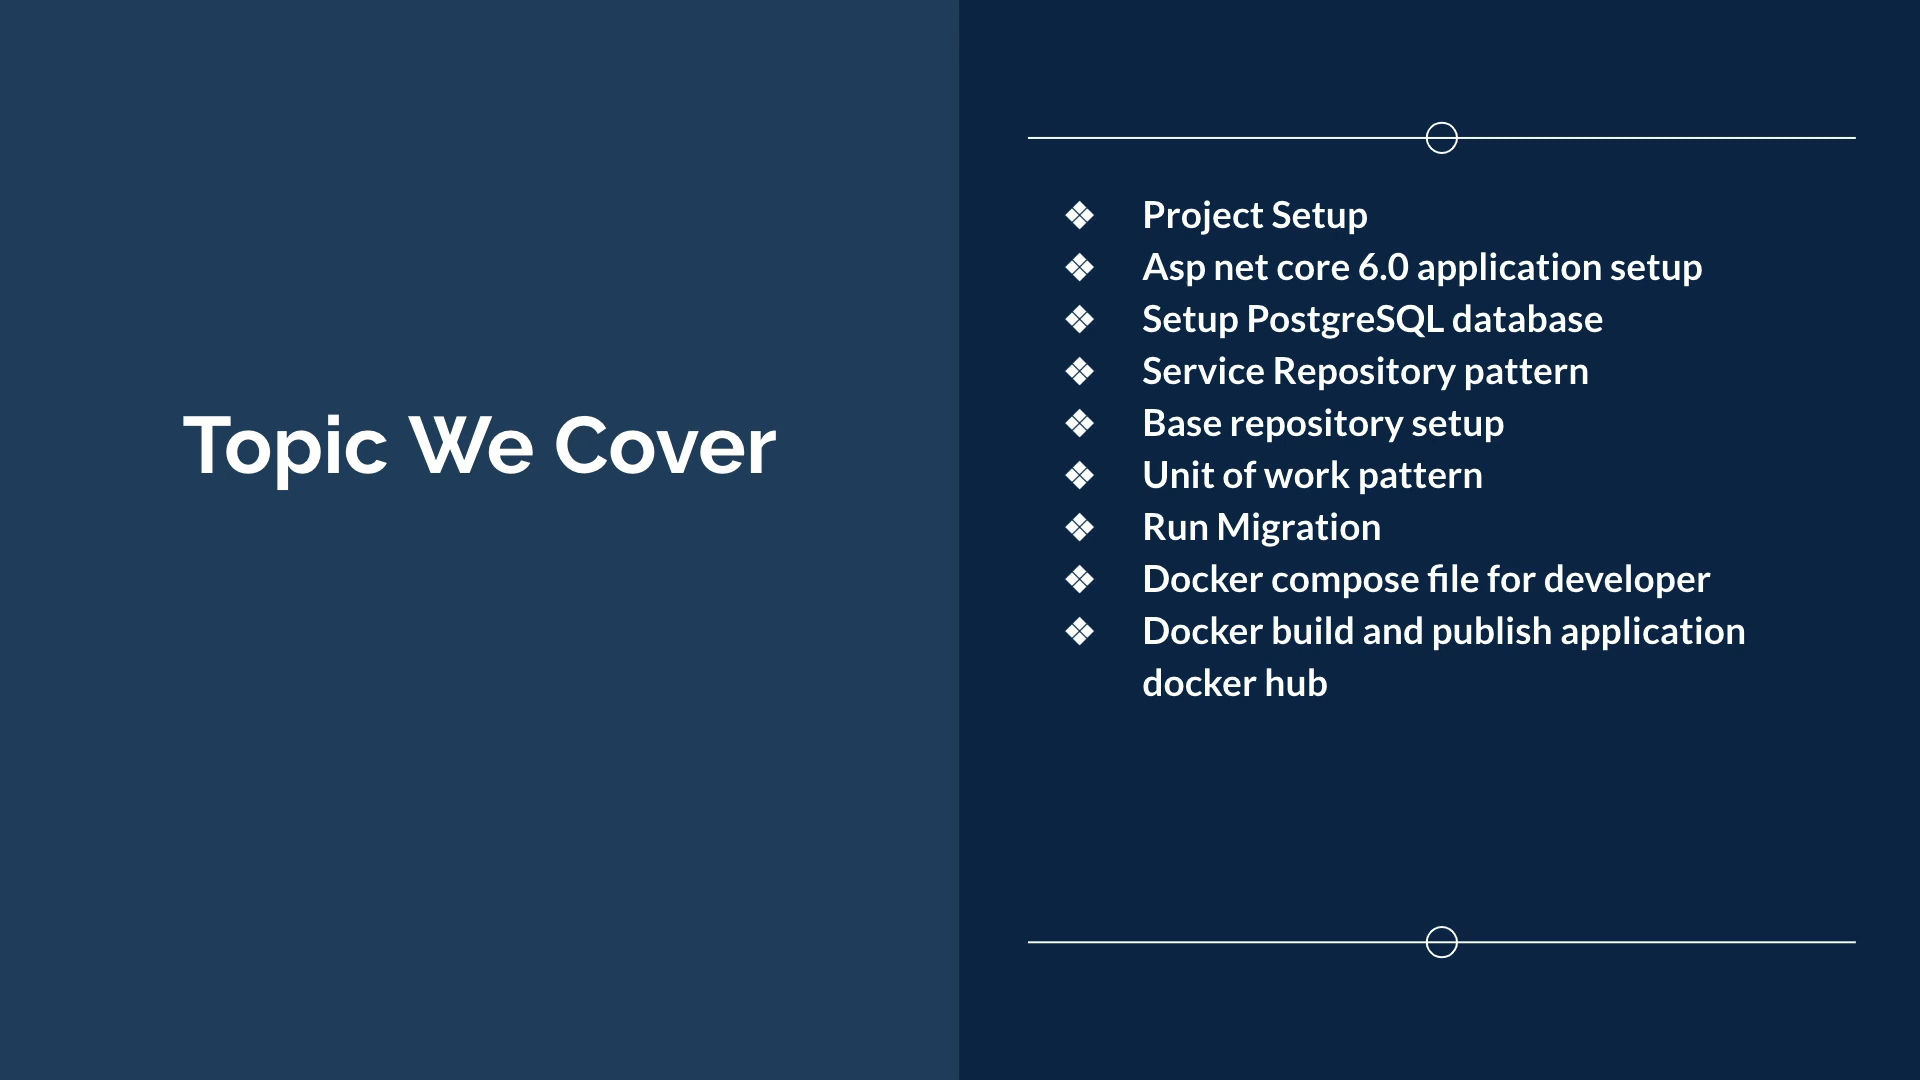 Topic We Cover
❖ Project Setup
❖ Asp net core 6.0 application setup
❖ Setup PostgreSQL database
❖ Service Repository pattern
❖ Base repository setup
❖ Unit of work pattern
❖ Run Migration
❖ Docker compose file for developer
❖ Docker build and publish application
docker hub